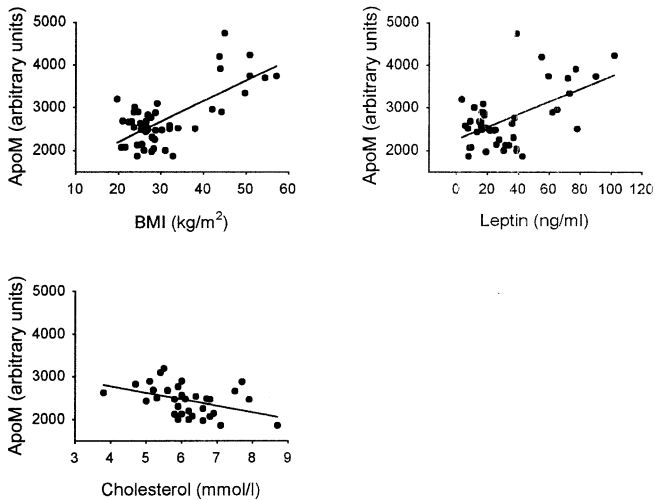 ApoM (arbitrary units)
5000
4000
3000
2000
10 20 30 40 50 60
BMI (kg/m²)
ApoM (arbitrary units)
5000
4000
3000
2000
0 20 40 60 80 100 120
Leptin (ng/ml)
ApoM (arbitrary units)
5000
4000
3000
2000
3 4 5 6 7 8 9
Cholesterol (mmol/l)